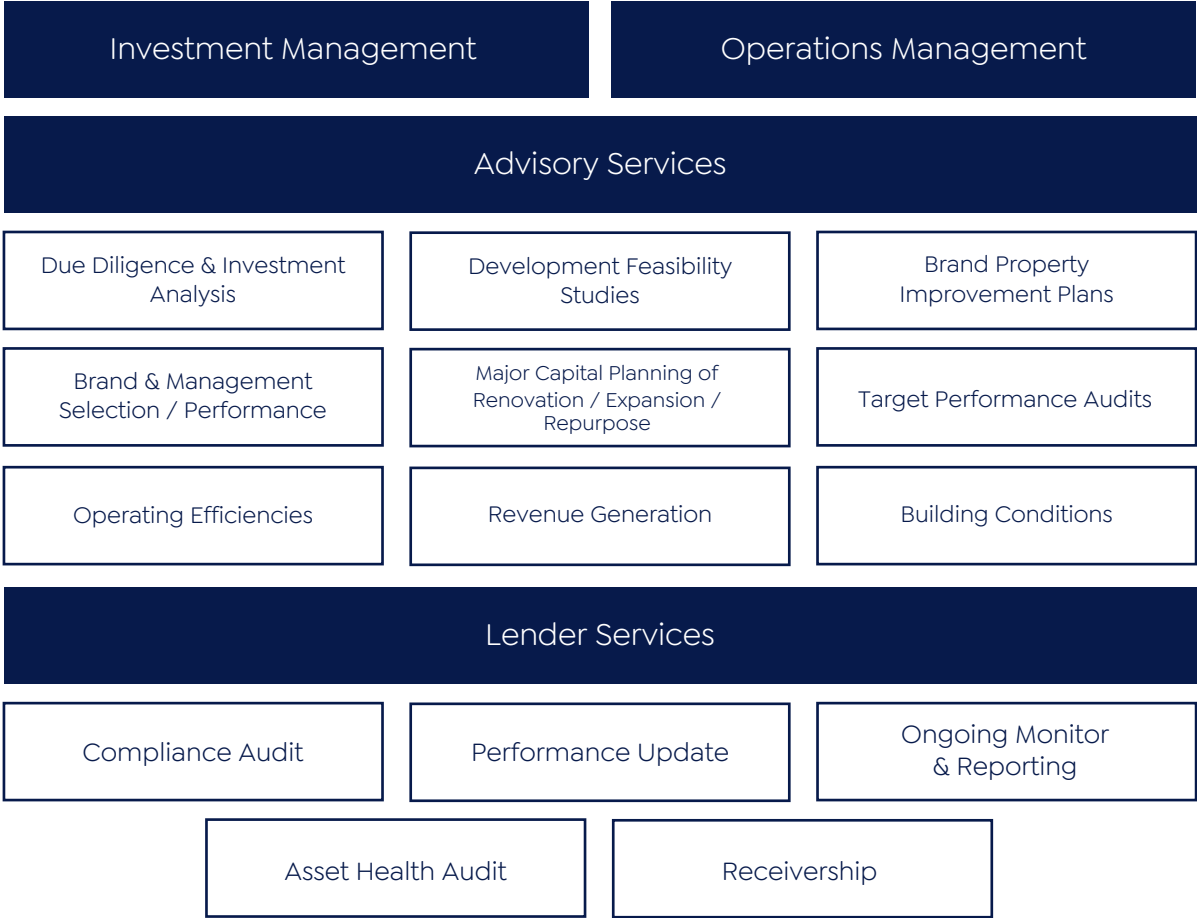 Investment Management
Operations Management
Advisory Services
Due Diligence & Investment
Analysis
Development Feasibility
Studies
Brand Property
Improvement Plans
Brand & Management
Selection / Performance
Major Capital Planning of
Renovation / Expansion /
Repurpose
Target Performance Audits
Operating Efficiencies
Revenue Generation
Building Conditions
Lender Services
Compliance Audit
Performance Update
Ongoing Monitor
& Reporting
Asset Health Audit
Receivership